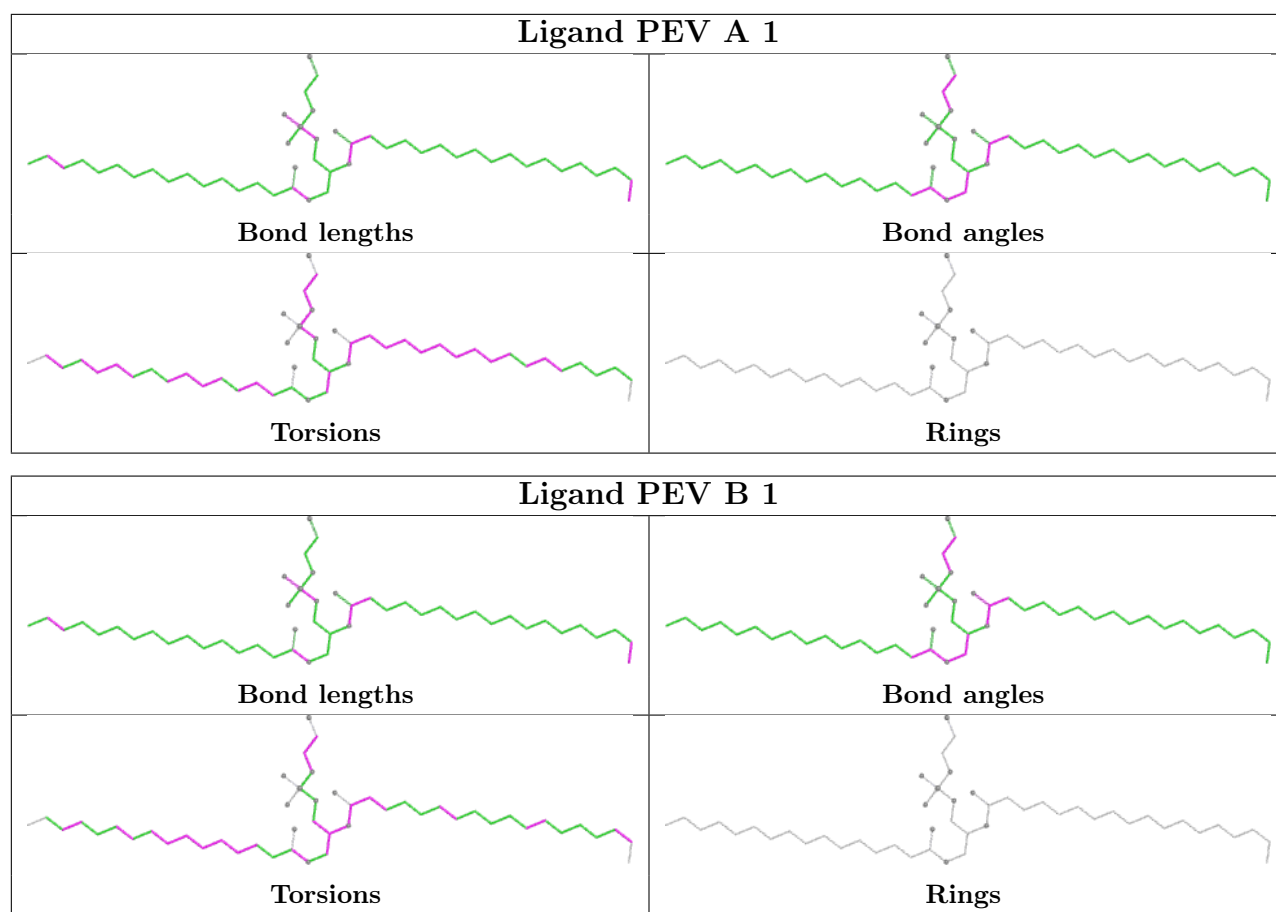 Ligand PEV A 1
Bond lengths
Bond angles
Torsions
Rings
Ligand PEV B 1
Bond lengths
Bond angles
Torsions
Rings